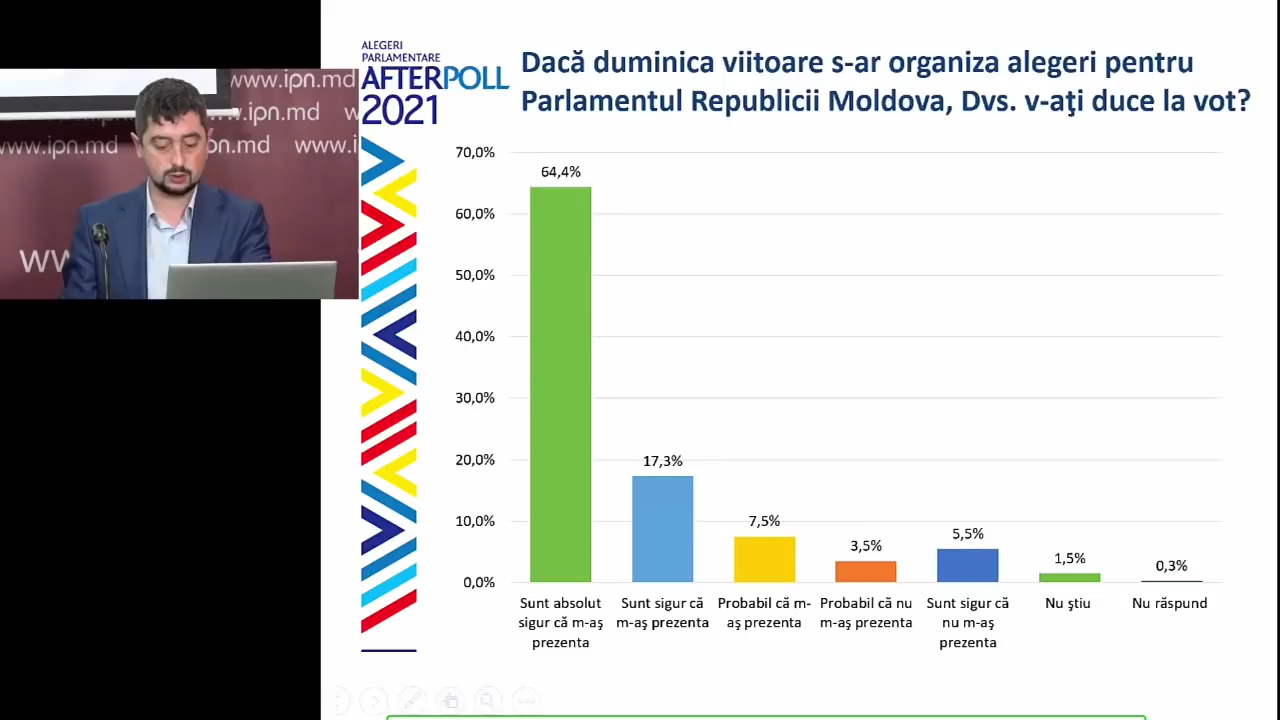 www.ipn.md
.ipn.md
www.ipn.md
pn.md
www.i
ALEGERI
PARLAMENTARE
AFTERPOLL
2021
Dacă duminica viitoare s-ar organiza alegeri pentru
Parlamentul Republicii Moldova, Dvs. v-aţi duce la vot?
70,0%
60,0%
50,0%
40,0%
30,0%
20,0%
10,0%
0,0%
64,4%
17,3%
7,5%
3,5%
5,5%
1,5%
0,3%
Sunt absolut
sigur că m-aş
prezenta
Sunt sigur că
m-aş prezenta
Probabil că m-
aş prezenta
Probabil că nu
m-aş prezenta
Sunt sigur că
nu m-aş
prezenta
Nu ştiu
Nu răspund